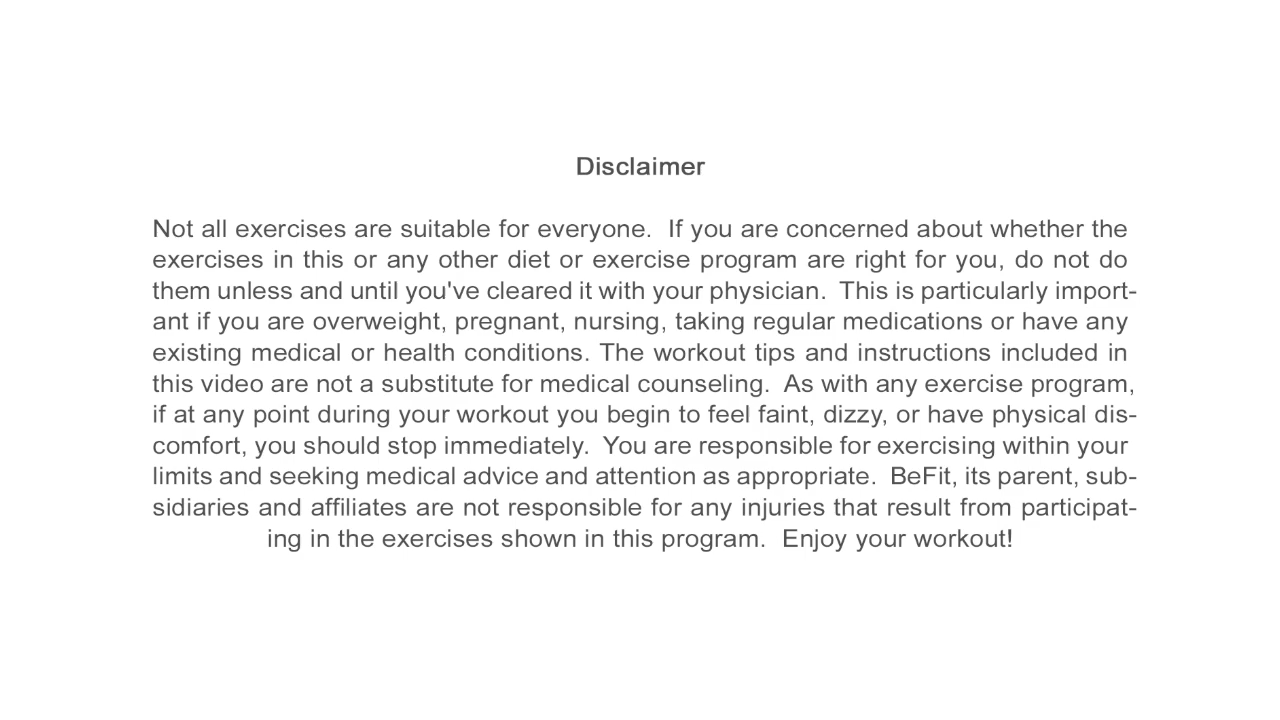 Disclaimer
Not all exercises are suitable for everyone.  If you are concerned about whether the
exercises in this or any other diet or exercise program are right for you, do not do
them unless and until you've cleared it with your physician.  This is particularly import-
ant if you are overweight, pregnant, nursing, taking regular medications or have any
existing medical or health conditions. The workout tips and instructions included in
this video are not a substitute for medical counseling.  As with any exercise program,
if at any point during your workout you begin to feel faint, dizzy, or have physical dis-
comfort, you should stop immediately.  You are responsible for exercising within your
limits and seeking medical advice and attention as appropriate.  BeFit, its parent, sub-
sidiaries and affiliates are not responsible for any injuries that result from participat-
ing in the exercises shown in this program.  Enjoy your workout!